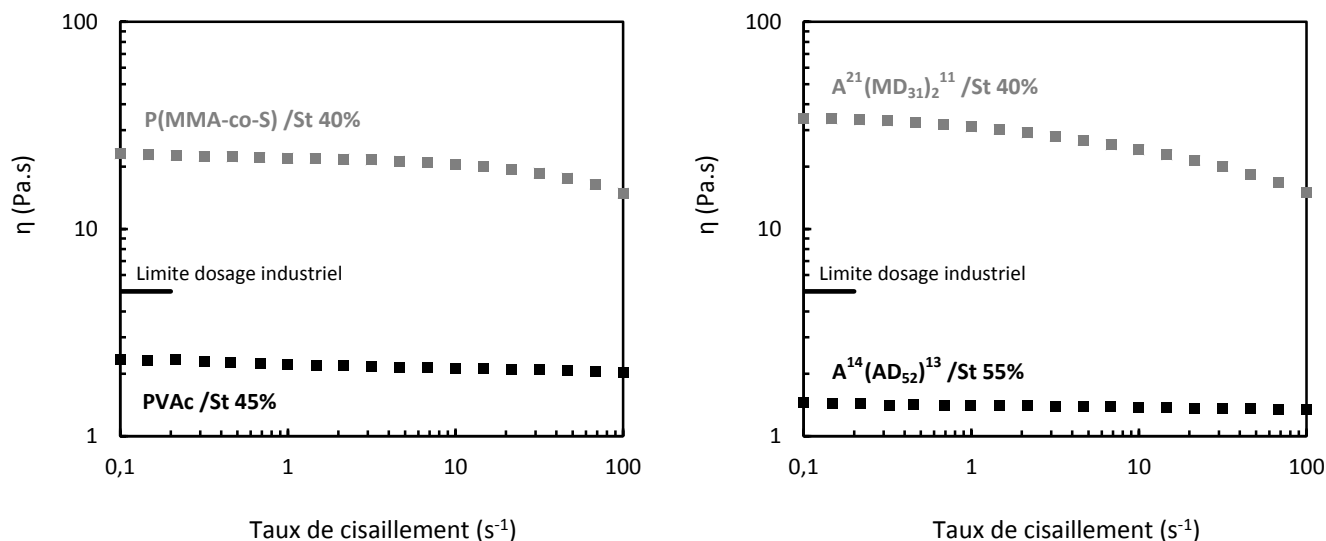 100
P(MMA-co-S) /St 40%
η (Pa.s)
10
Limite dosage industriel
PVAc /St 45%
1
0,1
1
10
100
Taux de cisaillement (s⁻¹)
100
A²¹(MD₃₁)₂¹¹ /St 40%
η (Pa.s)
10
Limite dosage industriel
A¹⁴(AD₅₂)¹³ /St 55%
1
0,1
1
10
100
Taux de cisaillement (s⁻¹)